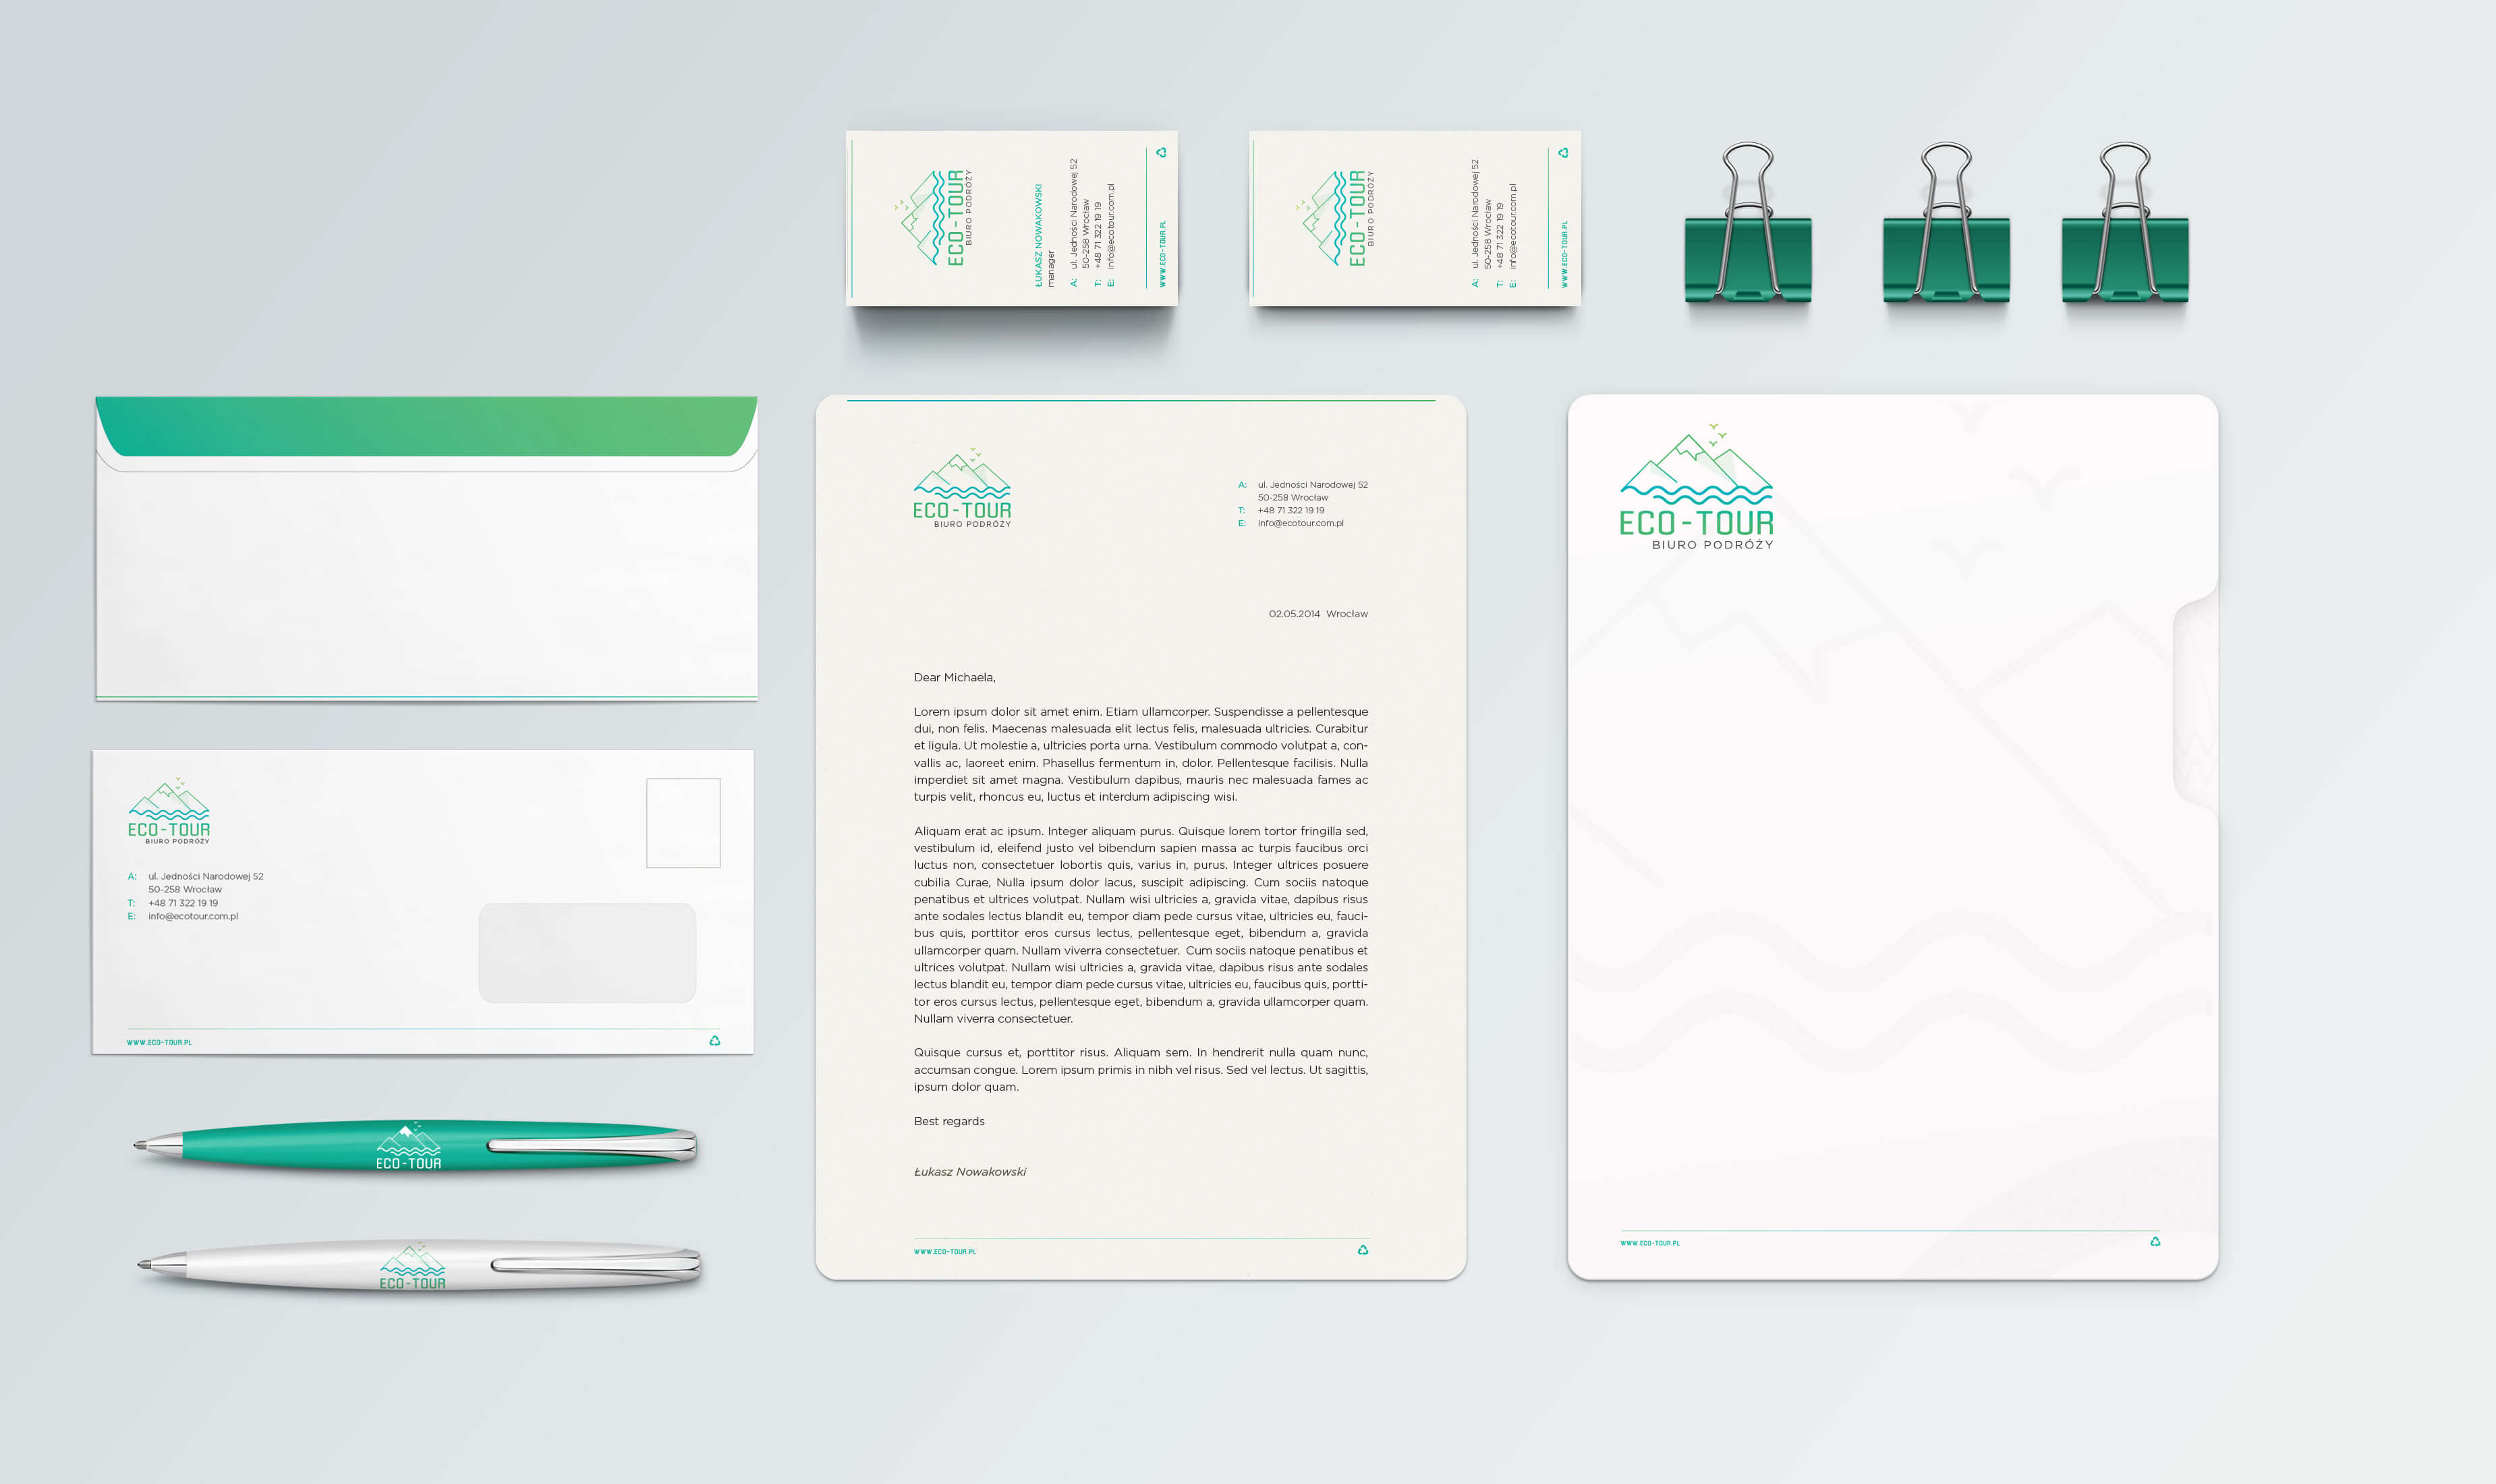 ECO-TOUR
BIURO PODRÓŻY
ŁUKASZ NOWAKOWSKI
manager
A: ul. Jedności Narodowej 52
50-258 Wrocław
T: +48 71 322 19 19
E: info@ecotour.com.pl
WWW.ECO-TOUR.PL
ECO-TOUR
BIURO PODRÓŻY
A: ul. Jedności Narodowej 52
50-258 Wrocław
T: +48 71 322 19 19
E: info@ecotour.com.pl
WWW.ECO-TOUR.PL
ECO-TOUR
BIURO PODRÓŻY
A: ul. Jedności Narodowej 52
50-258 Wrocław
T: +48 71 322 19 19
E: info@ecotour.com.pl
WWW.ECO-TOUR.PL
ECO-TOUR
ECO-TOUR
ECO-TOUR
BIURO PODRÓŻY
A: ul. Jedności Narodowej 52
50-258 Wrocław
T: +48 71 322 19 19
E: info@ecotour.com.pl
02.05.2014 Wrocław
Dear Michaela,
Lorem ipsum dolor sit amet enim. Etiam ullamcorper. Suspendisse a pellentesque
dui, non felis. Maecenas malesuada elit lectus felis, malesuada ultricies. Curabitur
et ligula. Ut molestie a, ultricies porta urna. Vestibulum commodo volutpat a, con-
vallis ac, laoreet enim. Phasellus fermentum in, dolor. Pellentesque facilisis. Nulla
imperdiet sit amet magna. Vestibulum dapibus, mauris nec malesuada fames ac
turpis velit, rhoncus eu, luctus et interdum adipiscing wisi.
Aliquam erat ac ipsum. Integer aliquam purus. Quisque lorem tortor fringilla sed,
vestibulum id, eleifend justo vel bibendum sapien massa ac turpis faucibus orci
luctus non, consectetuer lobortis quis, varius in, purus. Integer ultrices posuere
cubilia Curae, Nulla ipsum dolor lacus, suscipit adipiscing. Cum sociis natoque
penatibus et ultrices volutpat. Nullam wisi ultricies a, gravida vitae, dapibus risus
ante sodales lectus blandit eu, tempor diam pede cursus vitae, ultricies eu, fauci-
bus quis, porttitor eros cursus lectus, pellentesque eget, bibendum a, gravida
ullamcorper quam. Nullam viverra consectetuer. Cum sociis natoque penatibus et
ultrices volutpat. Nullam wisi ultricies a, gravida vitae, dapibus risus ante sodales
lectus blandit eu, tempor diam pede cursus vitae, ultricies eu, faucibus quis, portti-
tor eros cursus lectus, pellentesque eget, bibendum a, gravida ullamcorper quam.
Nullam viverra consectetuer.
Quisque cursus et, porttitor risus. Aliquam sem. In hendrerit nulla quam nunc,
accumsan congue. Lorem ipsum primis in nibh vel risus. Sed vel lectus. Ut sagittis,
ipsum dolor quam.
Best regards
Łukasz Nowakowski
WWW.ECO-TOUR.PL
ECO-TOUR
BIURO PODRÓŻY
WWW.ECO-TOUR.PL